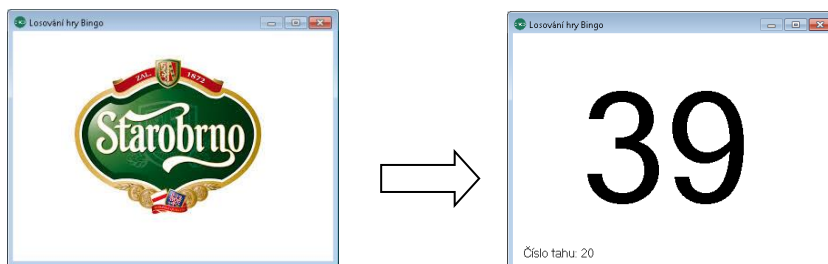 Losování hry Bingo
ZAL. 1872
Starobrno
Losování hry Bingo
39
Číslo tahu: 20